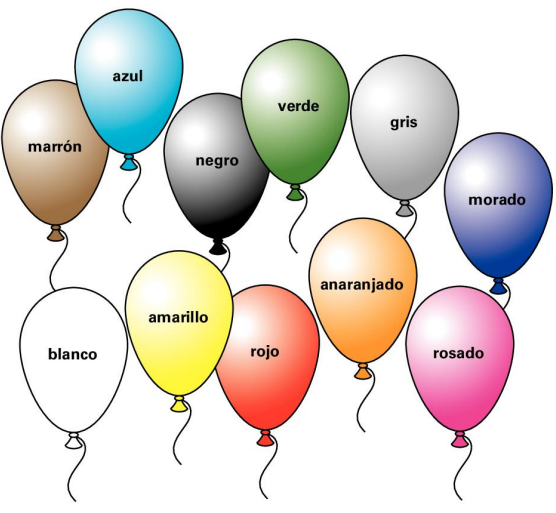 azul
verde
gris
marrón
negro
morado
anaranjado
amarillo
blanco
rojo
rosado